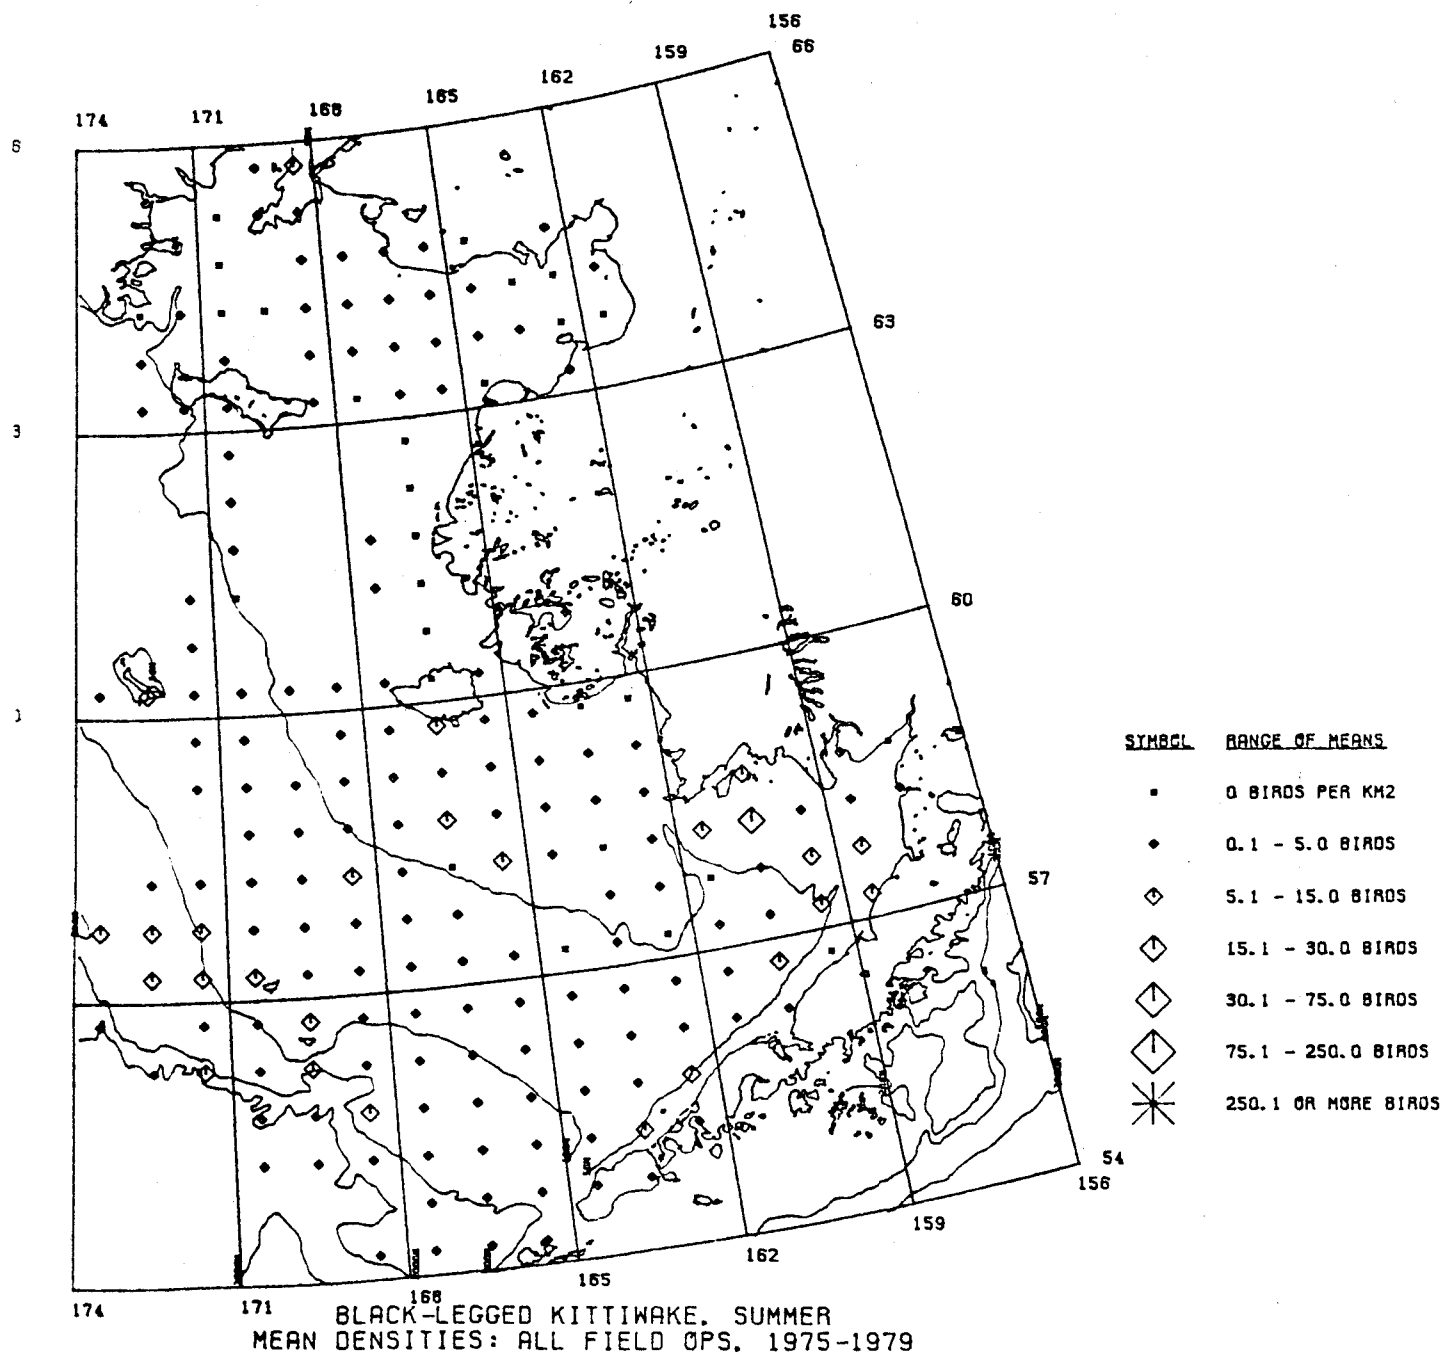 156
159 66
162
165
168
171
174
6
63
3
60
SYMBOL RANGE OF MEANS
0 BIRDS PER KM2
0.1 - 5.0 BIRDS
5.1 - 15.0 BIRDS
15.1 - 30.0 BIRDS
30.1 - 75.0 BIRDS
75.1 - 250.0 BIRDS
250.1 OR MORE BIRDS
57
54
156
159
162
165
168
171
174
BLACK-LEGGED KITTIWAKE, SUMMER
MEAN DENSITIES: ALL FIELD OPS. 1975-1979